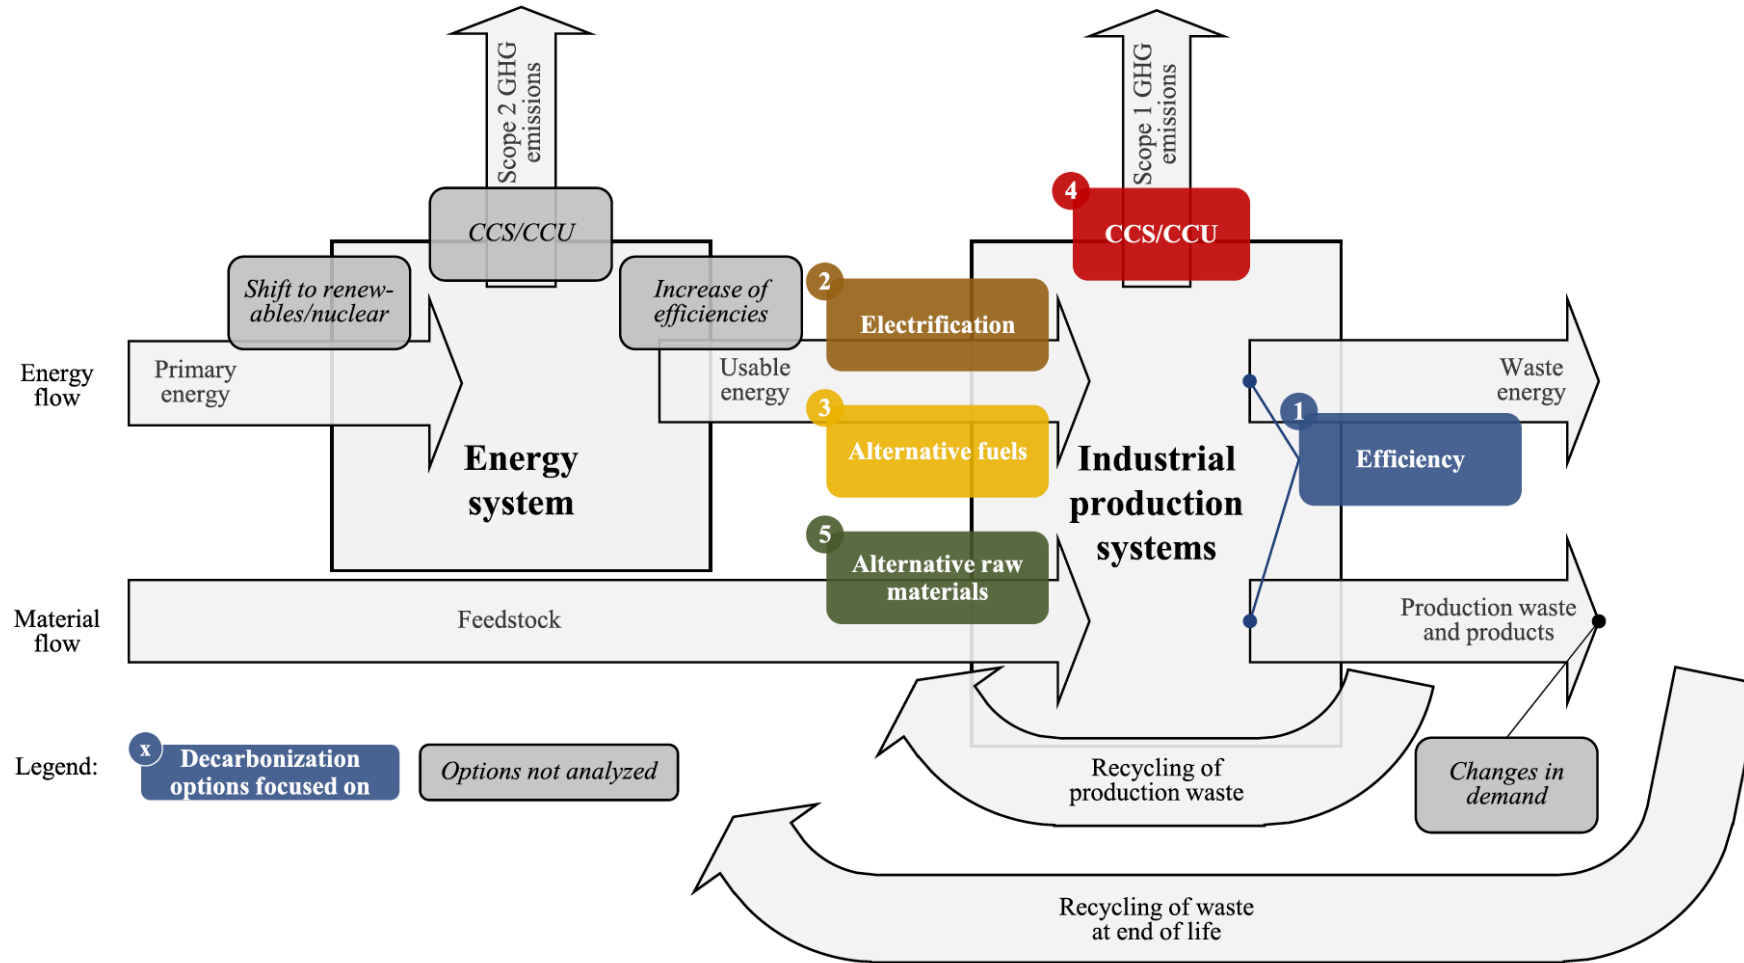 Scope 2 GHG
emissions
Scope 1 GHG
emissions
CCS/CCU
4
CCS/CCU
Shift to renew-
ables/nuclear
Increase of
efficiencies
2
Electrification
Energy
flow
Primary
energy
Usable
energy
Waste
energy
3
Alternative fuels
1
Efficiency
Energy
system
Industrial
production
systems
5
Alternative raw
materials
Material
flow
Feedstock
Production waste
and products
Legend:
x
Decarbonization
options focused on
Options not analyzed
Recycling of
production waste
Changes in
demand
Recycling of waste
at end of life